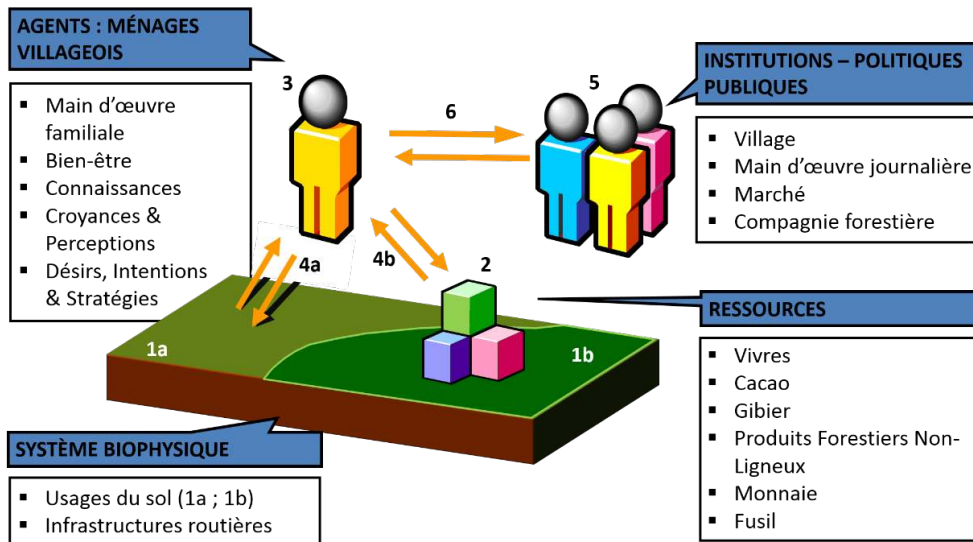 AGENTS : MÉNAGES
VILLAGEOIS
▪ Main d'œuvre
familiale
▪ Bien-être
▪ Connaissances
▪ Croyances &
Perceptions
▪ Désirs, Intentions
& Stratégies
3
6
5
INSTITUTIONS – POLITIQUES
PUBLIQUES
▪ Village
▪ Main d'œuvre journalière
▪ Marché
▪ Compagnie forestière
4a
4b
2
1a
1b
RESSOURCES
▪ Vivres
▪ Cacao
▪ Gibier
▪ Produits Forestiers Non-
Ligneux
▪ Monnaie
▪ Fusil
SYSTÈME BIOPHYSIQUE
▪ Usages du sol (1a ; 1b)
▪ Infrastructures routières